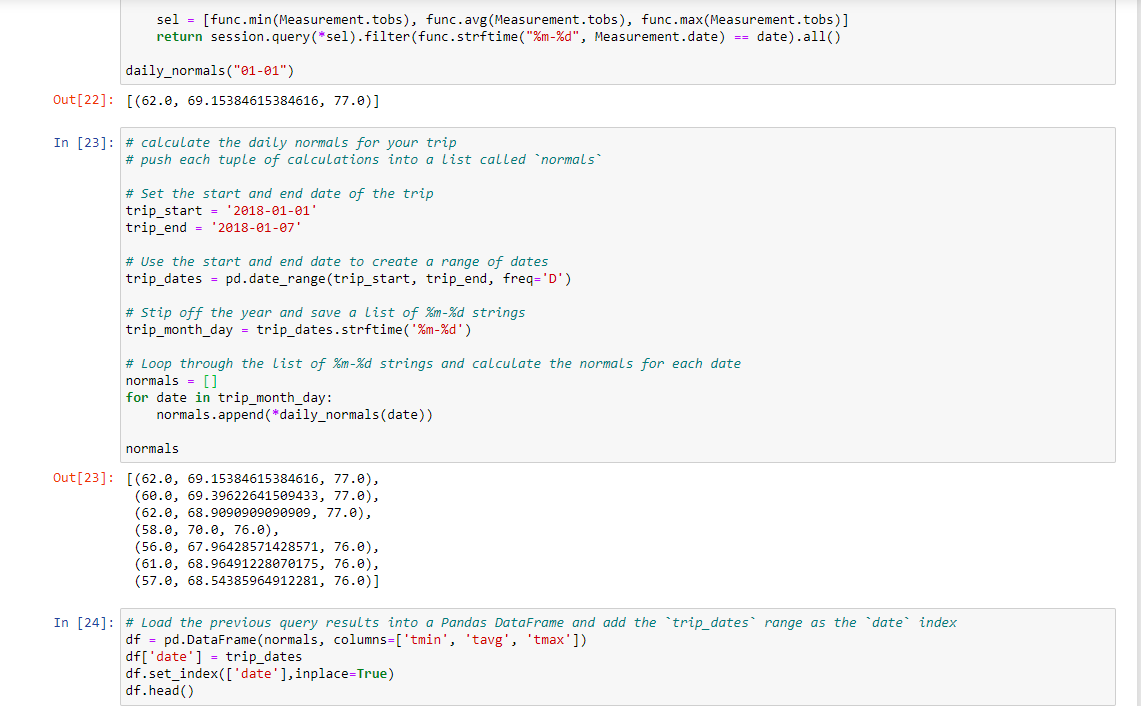 sel = [func.min(Measurement.tobs), func.avg(Measurement.tobs), func.max(Measurement.tobs)]
    return session.query(*sel).filter(func.strftime("%m-%d", Measurement.date) == date).all()
daily_normals("01-01")
Out[22]: [(62.0, 69.15384615384616, 77.0)]
In [23]: # calculate the daily normals for your trip
# push each tuple of calculations into a list called `normals`
# Set the start and end date of the trip
trip_start = '2018-01-01'
trip_end = '2018-01-07'
# Use the start and end date to create a range of dates
trip_dates = pd.date_range(trip_start, trip_end, freq='D')
# Stip off the year and save a list of %m-%d strings
trip_month_day = trip_dates.strftime('%m-%d')
# Loop through the list of %m-%d strings and calculate the normals for each date
normals = []
for date in trip_month_day:
    normals.append(*daily_normals(date))
normals
Out[23]: [(62.0, 69.15384615384616, 77.0),
(60.0, 69.39622641509433, 77.0),
(62.0, 68.9090909090909, 77.0),
(58.0, 70.0, 76.0),
(56.0, 67.96428571428571, 76.0),
(61.0, 68.96491228070175, 76.0),
(57.0, 68.54385964912281, 76.0)]
In [24]: # Load the previous query results into a Pandas DataFrame and add the `trip_dates` range as the `date` index
df = pd.DataFrame(normals, columns=['tmin', 'tavg', 'tmax'])
df['date'] = trip_dates
df.set_index(['date'],inplace=True)
df.head()